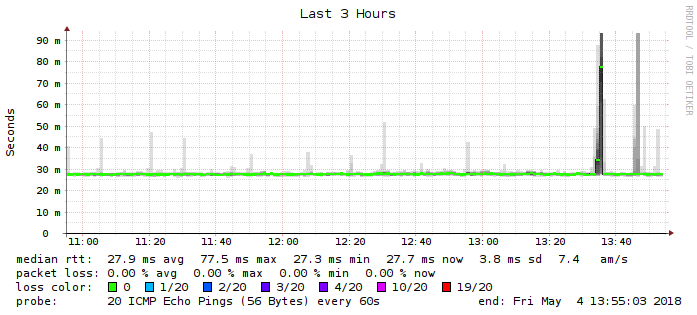 Last 3 Hours
RRDTOOL / TOBI OETIKER
Seconds
90 m
80 m
70 m
60 m
50 m
40 m
30 m
20 m
10 m
0
11:00 11:20 11:40 12:00 12:20 12:40 13:00 13:20 13:40
median rtt: 27.9 ms avg 77.5 ms max 27.3 ms min 27.7 ms now 3.8 ms sd 7.4 am/s
packet loss: 0.00 % avg 0.00 % max 0.00 % min 0.00 % now
loss color: 0 1/20 2/20 3/20 4/20 10/20 19/20
probe: 20 ICMP Echo Pings (56 Bytes) every 60s end: Fri May 4 13:55:03 2018